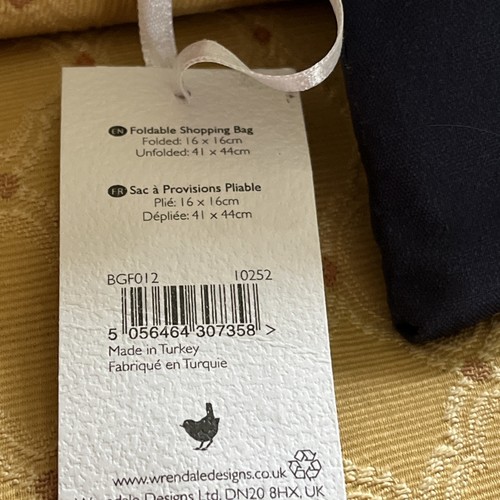 EN Foldable Shopping Bag
Folded: 16 x 16cm
Unfolded: 41 x 44cm
FR Sac à Provisions Pliable
Plié: 16 x 16cm
Dépliée: 41 x 44cm
BGF012 10252
5 056464 307358 >
Made in Turkey
Fabriqué en Turquie
www.wrendaledesigns.co.uk
Wrendale Designs Ltd, DN20 8HX, UK